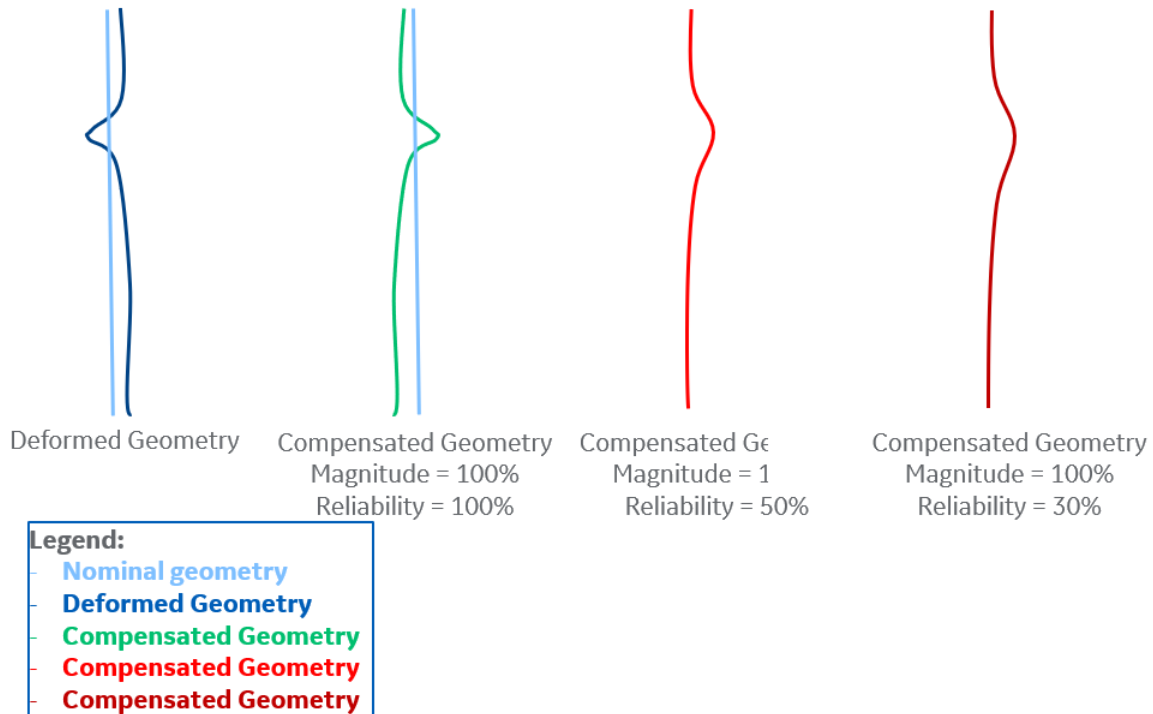 Deformed Geometry
Compensated Geometry
Magnitude = 100%
Reliability = 100%
Compensated Ge
Magnitude = 1
Reliability = 50%
Compensated Geometry
Magnitude = 100%
Reliability = 30%
Legend:
- Nominal geometry
- Deformed Geometry
- Compensated Geometry
- Compensated Geometry
- Compensated Geometry